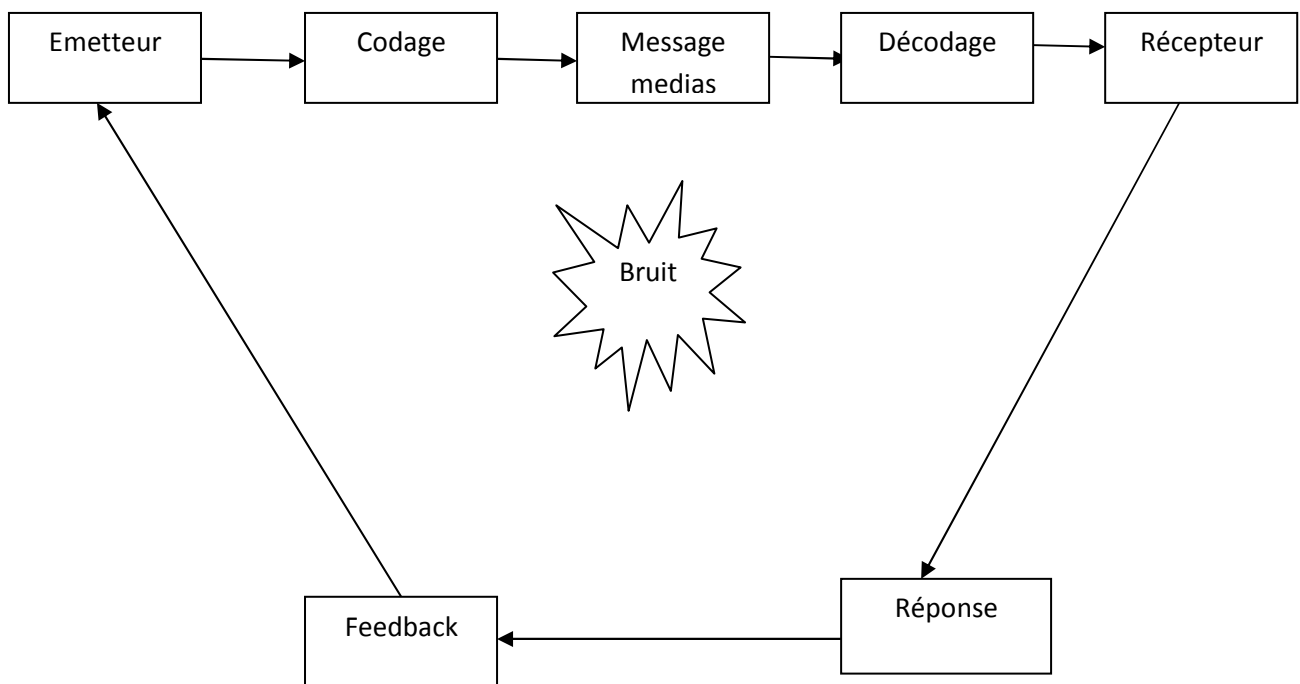 Emetteur
Codage
Message
medias
Décodage
Récepteur
Bruit
Réponse
Feedback